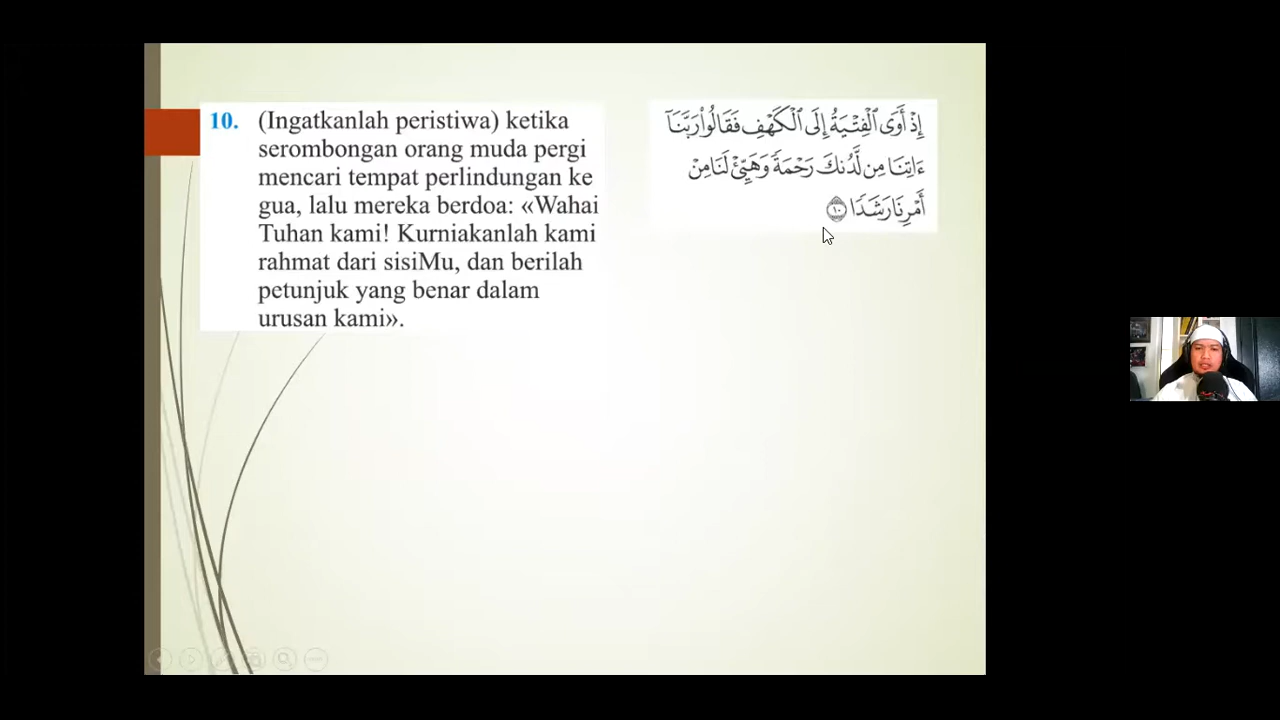 10. (Ingatkanlah peristiwa) ketika
serombongan orang muda pergi
mencari tempat perlindungan ke
gua, lalu mereka berdoa: «Wahai
Tuhan kami! Kurniakanlah kami
rahmat dari sisiMu, dan berilah
petunjuk yang benar dalam
urusan kami».
إِذْ أَوَى ٱلْفِتْيَةُ إِلَى ٱلْكَهْفِ فَقَالُوا۟ رَبَّنَآ
ءَاتِنَا مِن لَّدُنكَ رَحْمَةً وَهَيِّئْ لَنَا مِنْ
أَمْرِنَا رَشَدًا ١٠